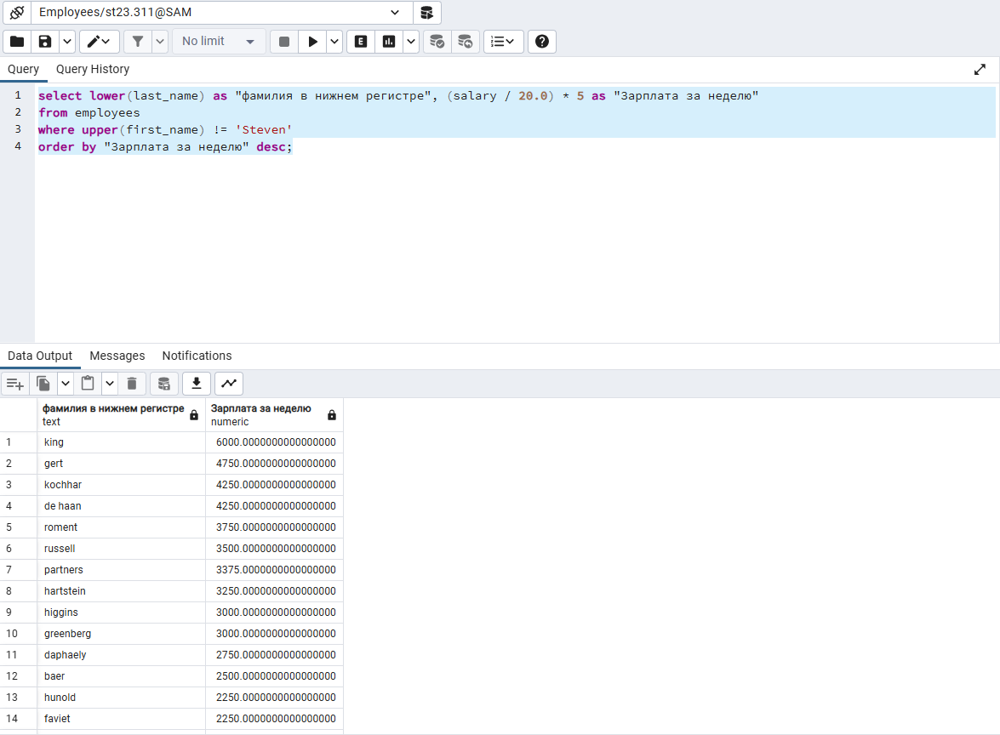 Employees/st23.311@SAM
No limit
E
Query Query History
1 select lower(last_name) as "фамилия в нижнем регистре", (salary / 20.0) * 5 as "Зарплата за неделю"
2 from employees
3 where upper(first_name) != 'Steven'
4 order by "Зарплата за неделю" desc;
Data Output Messages Notifications
фамилия в нижнем регистре Зарплата за неделю
text numeric
1 king 6000.0000000000000000
2 gert 4750.0000000000000000
3 kochhar 4250.0000000000000000
4 de haan 4250.0000000000000000
5 roment 3750.0000000000000000
6 russell 3500.0000000000000000
7 partners 3375.0000000000000000
8 hartstein 3250.0000000000000000
9 higgins 3000.0000000000000000
10 greenberg 3000.0000000000000000
11 daphaely 2750.0000000000000000
12 baer 2500.0000000000000000
13 hunold 2250.0000000000000000
14 faviet 2250.0000000000000000